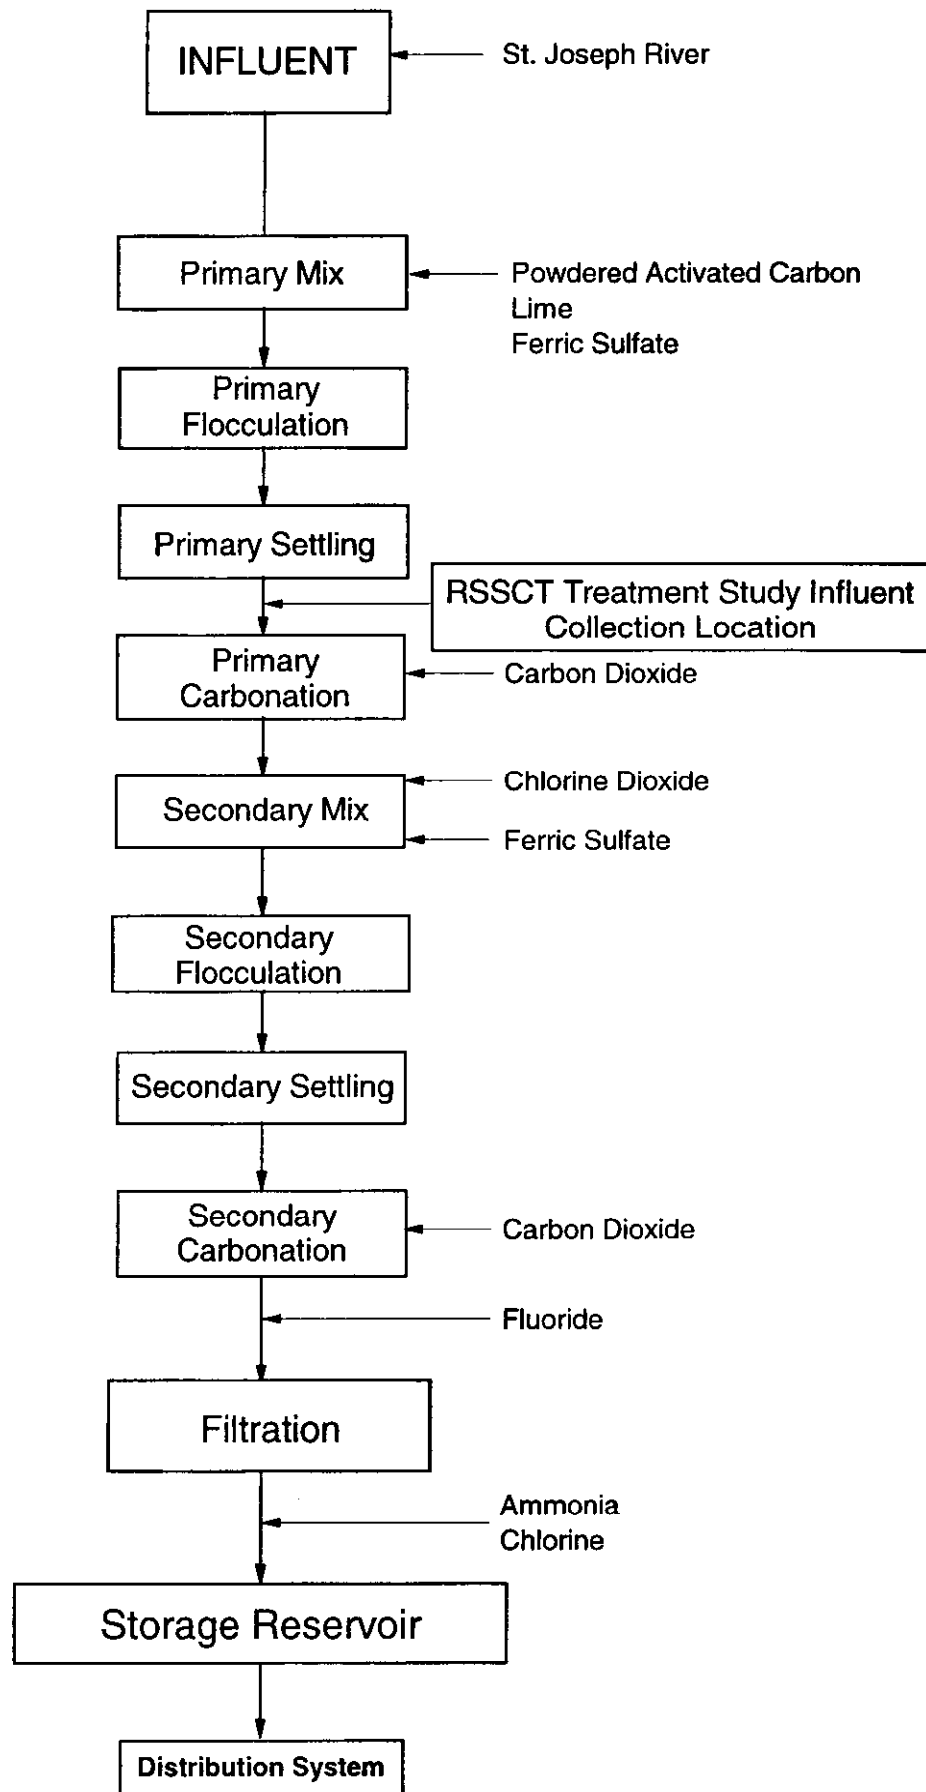 INFLUENT
St. Joseph River
Primary Mix
Powdered Activated Carbon
Lime
Ferric Sulfate
Primary
Flocculation
Primary Settling
RSSCT Treatment Study Influent
Collection Location
Primary
Carbonation
Carbon Dioxide
Secondary Mix
Chlorine Dioxide
Ferric Sulfate
Secondary
Flocculation
Secondary Settling
Secondary
Carbonation
Carbon Dioxide
Fluoride
Filtration
Ammonia
Chlorine
Storage Reservoir
Distribution System